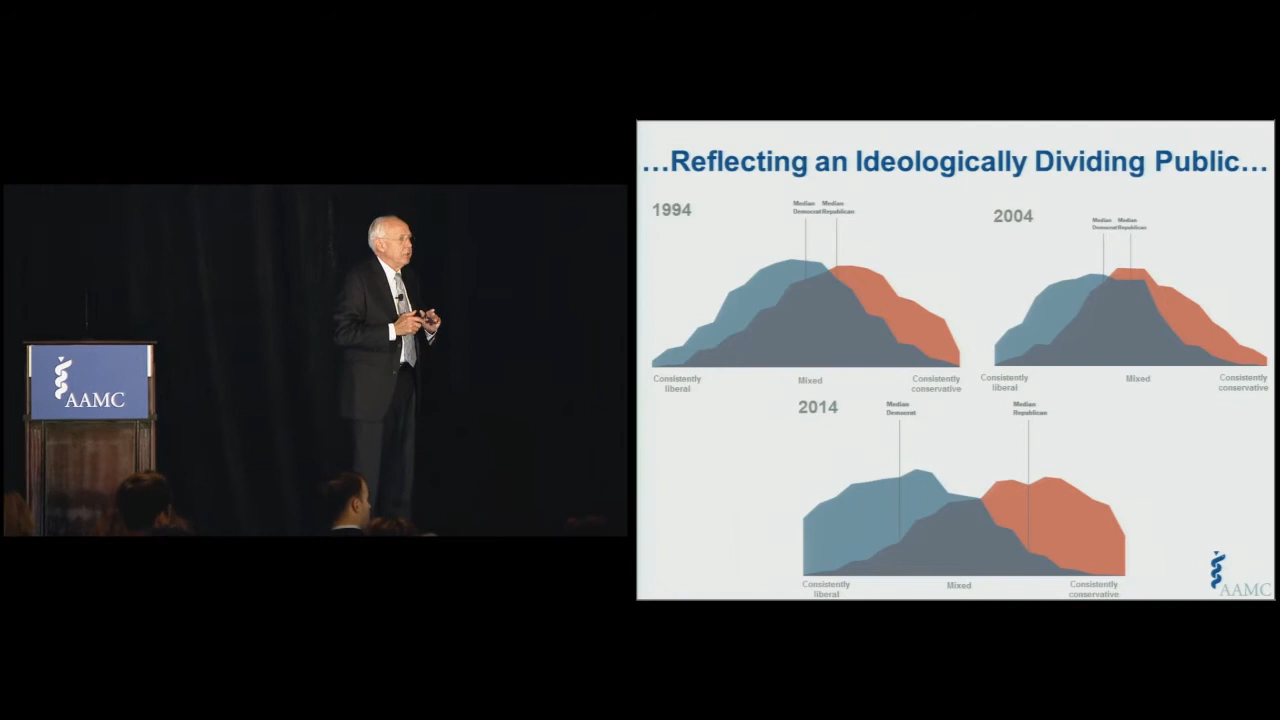 AAMC
…Reflecting an Ideologically Dividing Public…
1994
Median Median
Democrat Republican
Consistently
liberal
Mixed
Consistently
conservative
2004
Median Median
Democrat Republican
Consistently
liberal
Mixed
Consistently
conservative
2014
Median
Democrat
Median
Republican
Consistently
liberal
Mixed
Consistently
conservative
AAMC